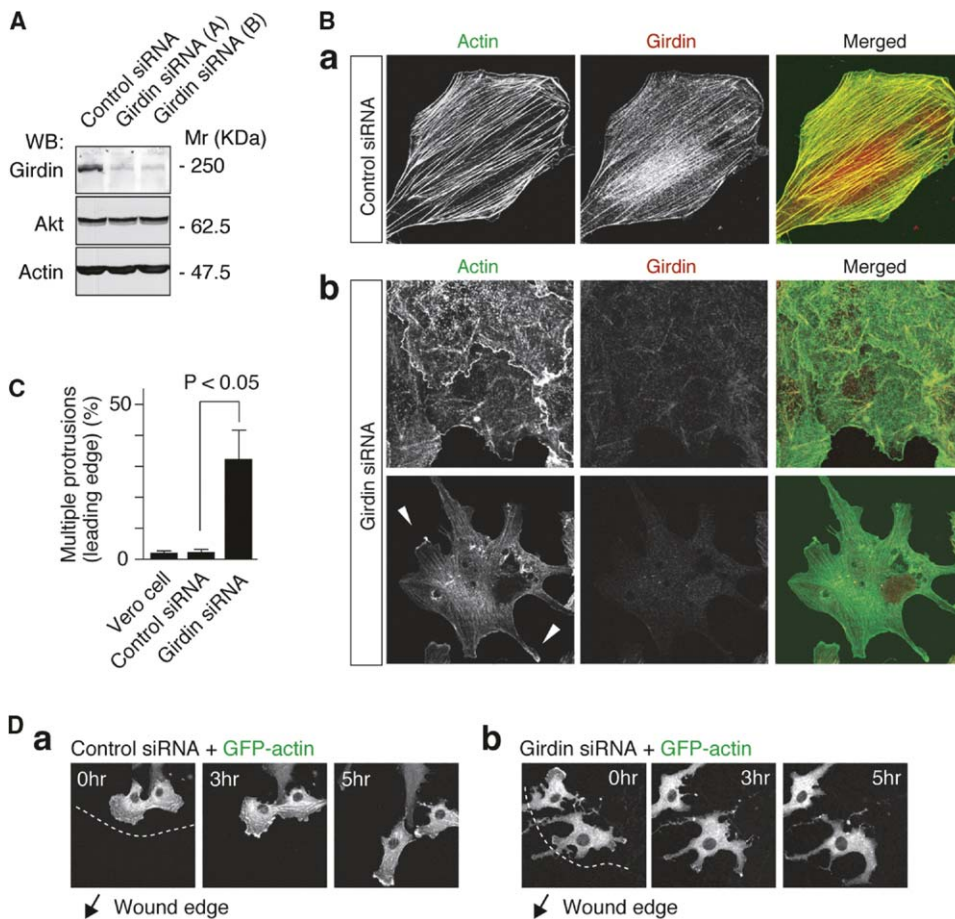 A
Control siRNA
Girdin siRNA (A)
Girdin siRNA (B)
WB:
Mr (KDa)
Girdin
- 250
Akt
- 62.5
Actin
- 47.5
B
a
Actin
Girdin
Merged
Control siRNA
b
Actin
Girdin
Merged
Girdin siRNA
C
P < 0.05
50
0
Multiple protrusions
(leading edge) (%)
Vero cell
Control siRNA
Girdin siRNA
D
a
Control siRNA + GFP-actin
0hr
3hr
5hr
Wound edge
b
Girdin siRNA + GFP-actin
0hr
3hr
5hr
Wound edge